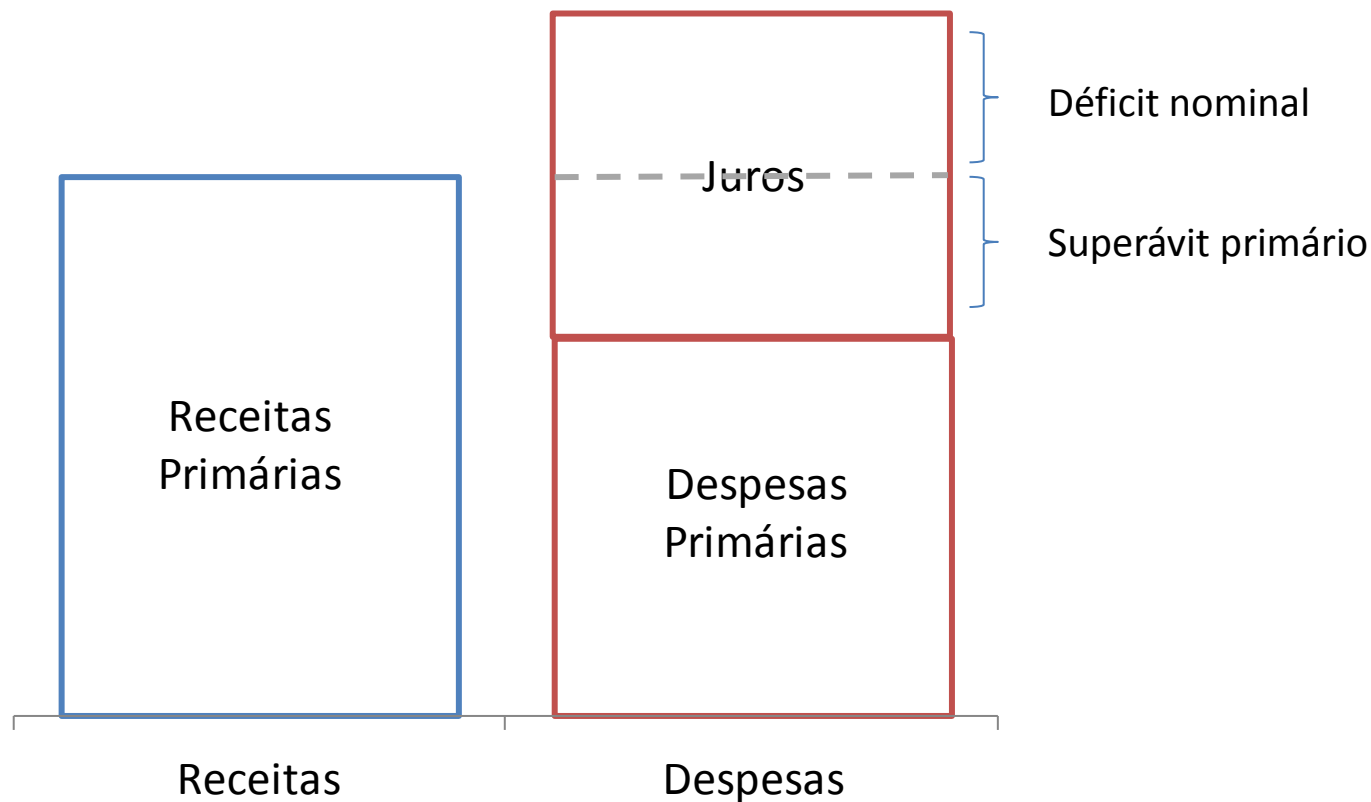 Déficit nominal
Juros
Superávit primário
Receitas
Primárias
Despesas
Primárias
Receitas
Despesas